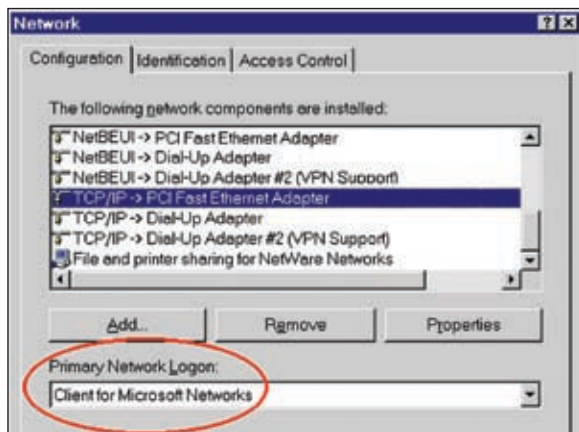 Network
Configuration Identification Access Control
The following network components are installed:
NetBEUI -> PCI Fast Ethernet Adapter
NetBEUI -> Dial-Up Adapter
NetBEUI -> Dial-Up Adapter #2 (VPN Support)
TCP/IP -> PCI Fast Ethernet Adapter
TCP/IP -> Dial-Up Adapter
TCP/IP -> Dial-Up Adapter #2 (VPN Support)
File and printer sharing for NetWare Networks
Add... Remove Properties
Primary Network Logon:
Client for Microsoft Networks